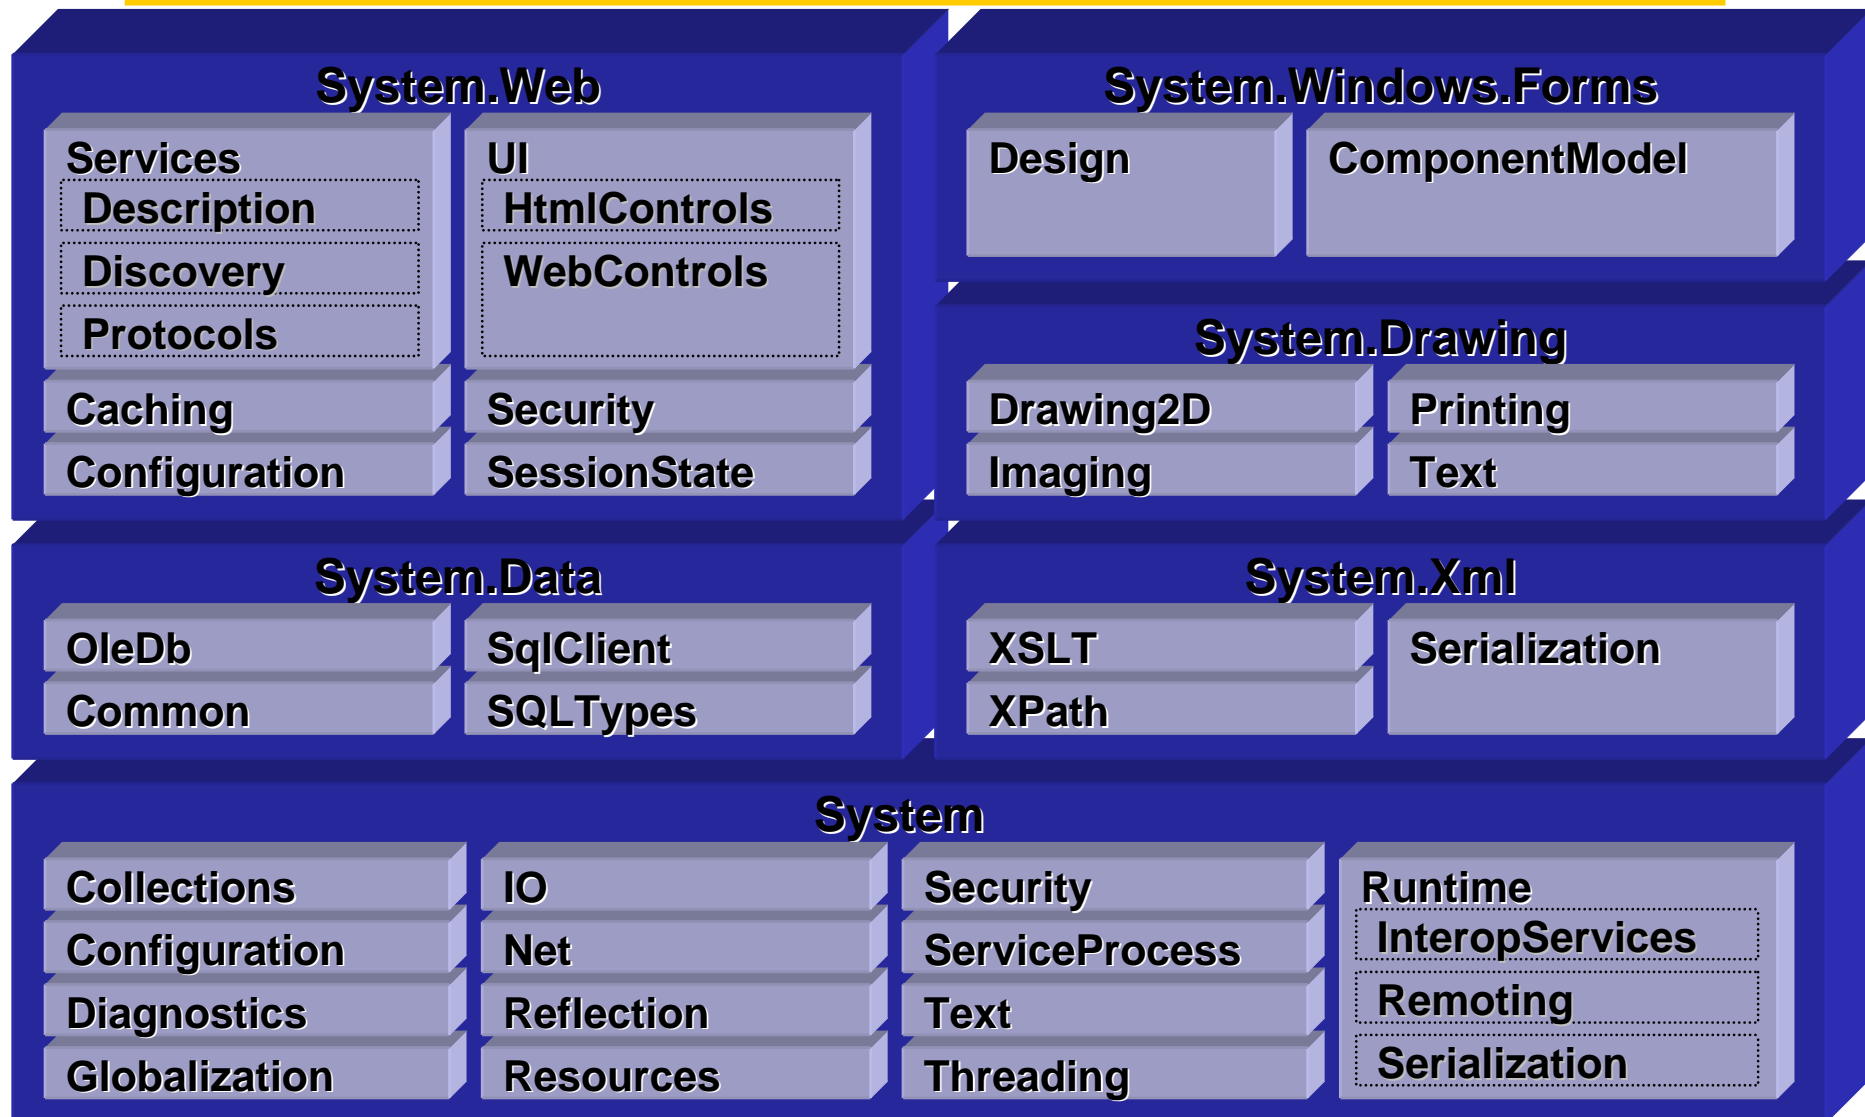 System.Web
Services
Description
Discovery
Protocols
Caching
Configuration
UI
HtmlControls
WebControls
Security
SessionState
System.Windows.Forms
Design
ComponentModel
System.Drawing
Drawing2D
Imaging
Printing
Text
System.Data
OleDb
Common
SqlClient
SQLTypes
System.Xml
XSLT
XPath
Serialization
System
Collections
Configuration
Diagnostics
Globalization
IO
Net
Reflection
Resources
Security
ServiceProcess
Text
Threading
Runtime
InteropServices
Remoting
Serialization